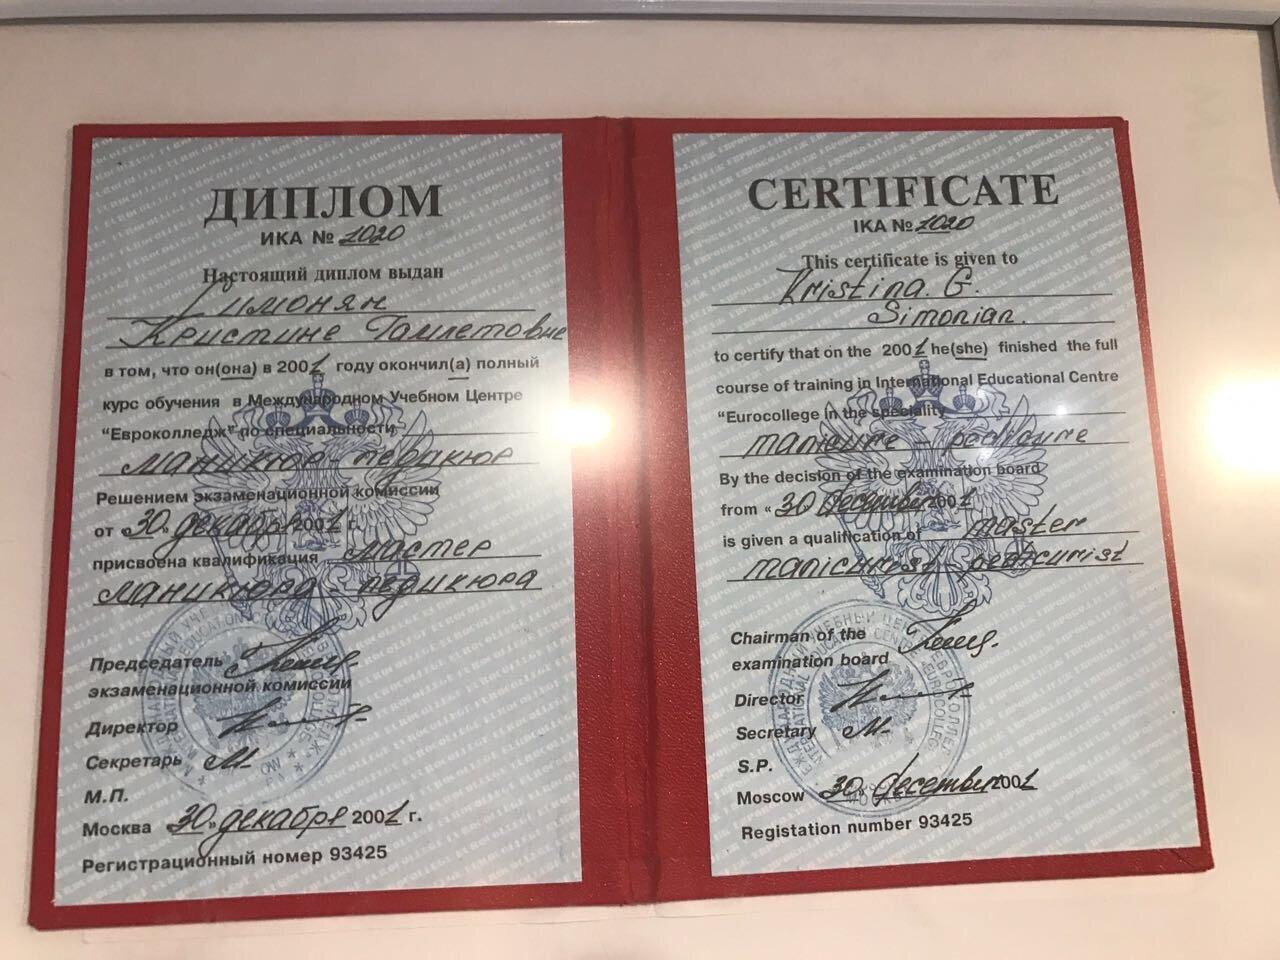 ДИПЛОМ
ИКА № 1020
Настоящий диплом выдан
Симонян
Кристине Гамлетовне
в том, что он(она) в 2001 году окончил(а) полный
курс обучения в Международном Учебном Центре
"Евроколледж" по специальности
маникюр - педикюр
Решением экзаменационной комиссии
от «30» декабря 2001 г.
присвоена квалификация мастер
маникюра - педикюра
Председатель
экзаменационной комиссии
Директор
Секретарь
М.П.
Москва 30 декабря 2001 г.
Регистрационный номер 93425
CERTIFICATE
IKA № 1020
This certificate is given to
Kristina. G.
Simonian.
to certify that on the 2001 he(she) finished the full
course of training in International Educational Centre
"Eurocollege in the speciality
manicure - pedicure
By the decision of the examination board
from « 30 December 2001
is given a qualification of master
manicurist - pedicurist
Chairman of the
examination board
Director
Secretary
S.P.
Moscow 30. december 2001
Registation number 93425